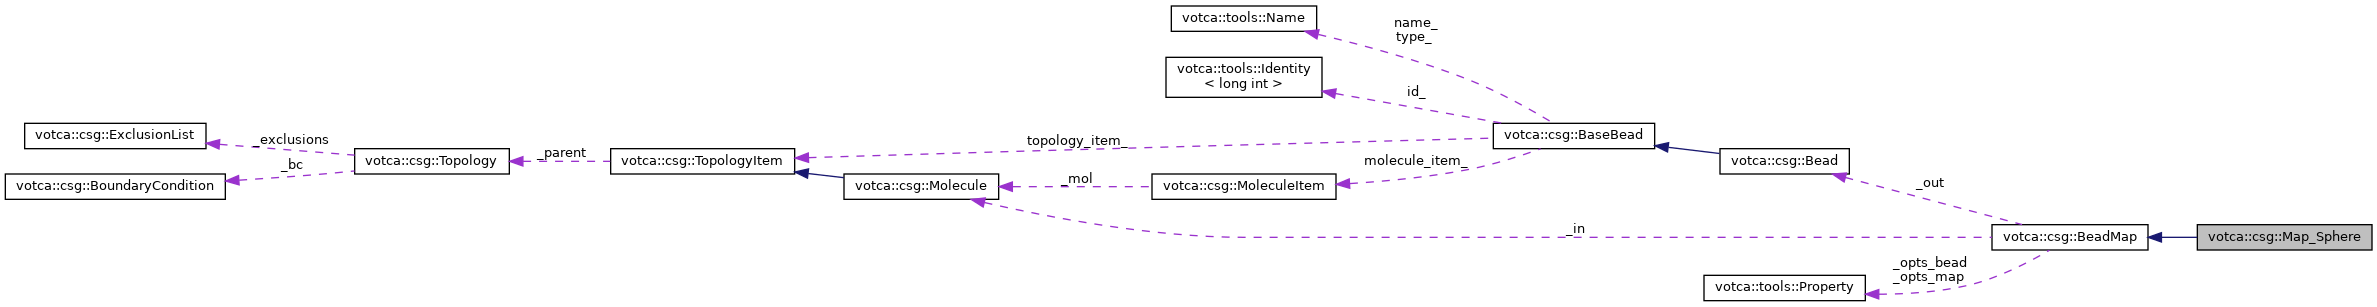 votca::tools::Name
name_
type_
votca::tools::Identity
< long int >
id_
votca::csg::ExclusionList
_exclusions
votca::csg::BaseBead
topology_item_
_parent
_bc
votca::csg::Topology
votca::csg::TopologyItem
molecule_item_
votca::csg::Bead
votca::csg::BoundaryCondition
votca::csg::Molecule
_mol
votca::csg::MoleculeItem
_out
_in
votca::csg::BeadMap
votca::csg::Map_Sphere
_opts_bead
_opts_map
votca::tools::Property